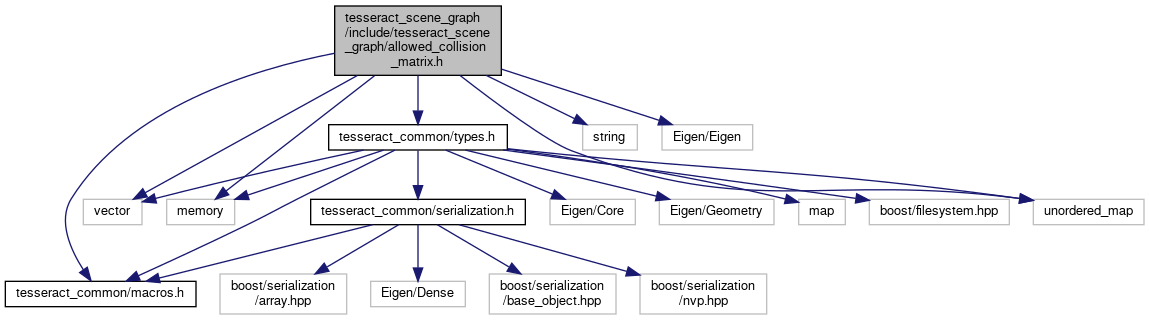 tesseract_scene_graph
/include/tesseract_scene
_graph/allowed_collision
_matrix.h
tesseract_common/types.h
string
Eigen/Eigen
vector
memory
tesseract_common/serialization.h
Eigen/Core
Eigen/Geometry
map
boost/filesystem.hpp
unordered_map
tesseract_common/macros.h
boost/serialization
/array.hpp
Eigen/Dense
boost/serialization
/base_object.hpp
boost/serialization
/nvp.hpp